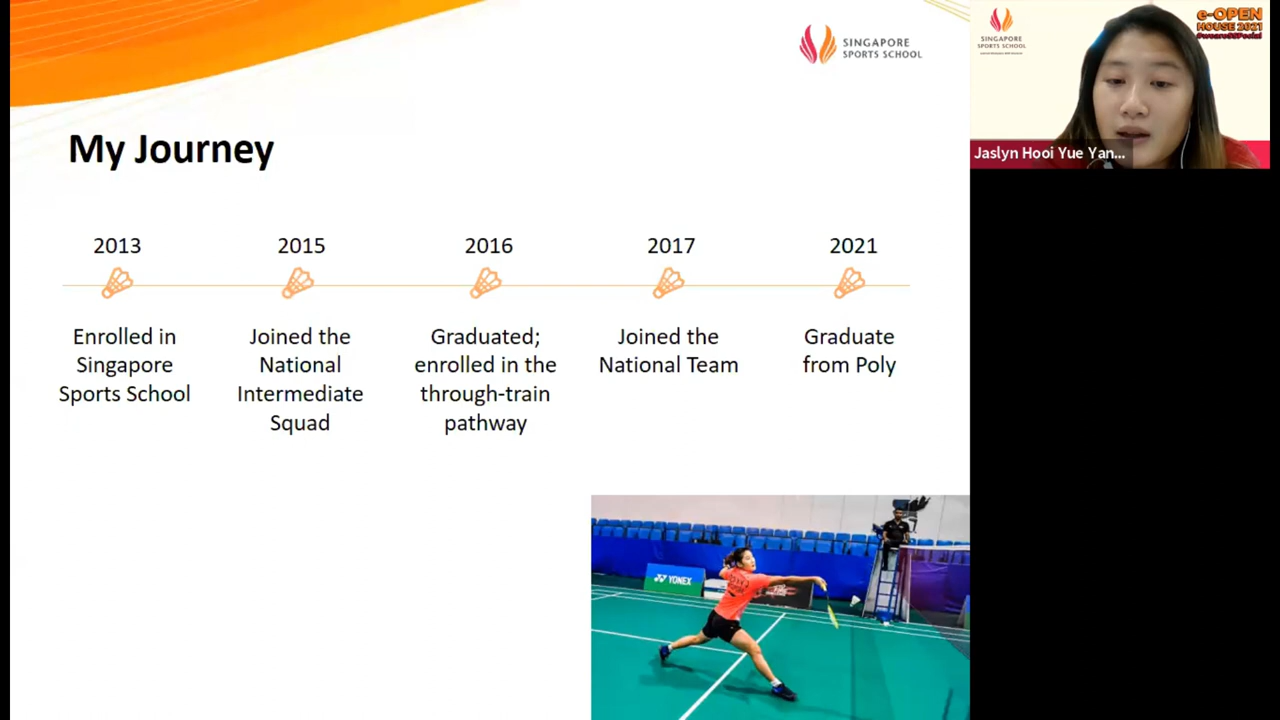 SINGAPORE
SPORTS SCHOOL
My Journey
2013
Enrolled in
Singapore
Sports School
2015
Joined the
National
Intermediate
Squad
2016
Graduated;
enrolled in the
through-train
pathway
2017
Joined the
National Team
2021
Graduate
from Poly
YONEX
SINGAPORE
SPORTS SCHOOL
e-OPEN
HOUSE 2021
#weareSSPecial
Jaslyn Hooi Yue Yan...